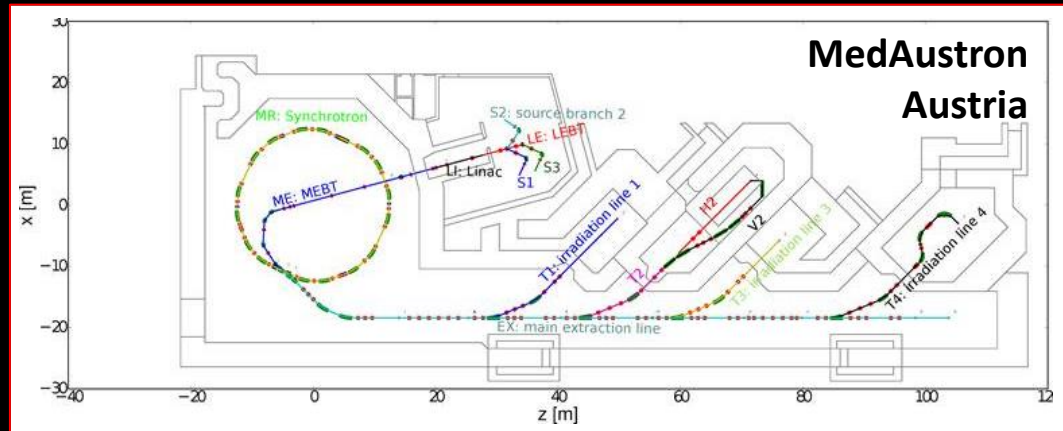 MedAustron
Austria
30
20
10
0
−10
−20
−30
x [m]
MR: Synchrotron
S2: source branch 2
LE: LEBT
LI: Linac
S3
S1
ME: MEBT
T1: irradiation line 1
T2
H2
V2
T3: irradiation line 3
T4: irradiation line 4
EX: main extraction line
−40
−20
0
20
40
60
80
100
12
z [m]